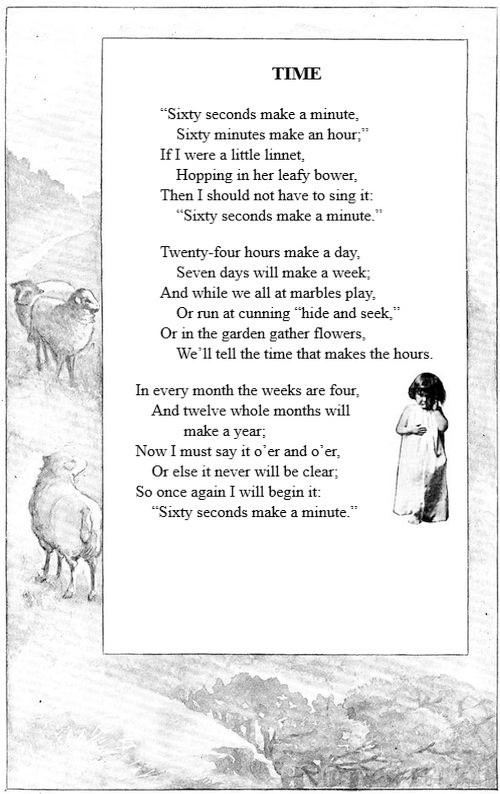 TIME
“Sixty seconds make a minute,
Sixty minutes make an hour;”
If I were a little linnet,
Hopping in her leafy bower,
Then I should not have to sing it:
“Sixty seconds make a minute.”
Twenty-four hours make a day,
Seven days will make a week;
And while we all at marbles play,
Or run at cunning “hide and seek,”
Or in the garden gather flowers,
We’ll tell the time that makes the hours.
In every month the weeks are four,
And twelve whole months will
make a year;
Now I must say it o’er and o’er,
Or else it never will be clear;
So once again I will begin it:
“Sixty seconds make a minute.”